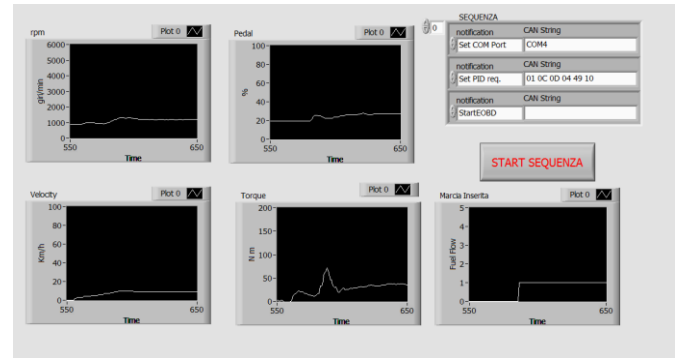 SEQUENZA
0
notification CAN String
Set COM Port COM4
notification CAN String
Set PID req. 01 0C 0D 04 49 10
notification CAN String
StartEOBD
START SEQUENZA
rpm Plot 0
6000
5000
4000
3000
2000
1000
0
giri/min
550 650
Time
Pedal Plot 0
100
80
60
40
20
0
%
550 650
Time
Velocity Plot 0
100
80
60
40
20
0
Km/h
550 650
Time
Torque Plot 0
200
150
100
50
0
N m
550 650
Time
Marcia Inserita Plot 0
5
4
3
2
1
0
Fuel Flow
550 650
Time